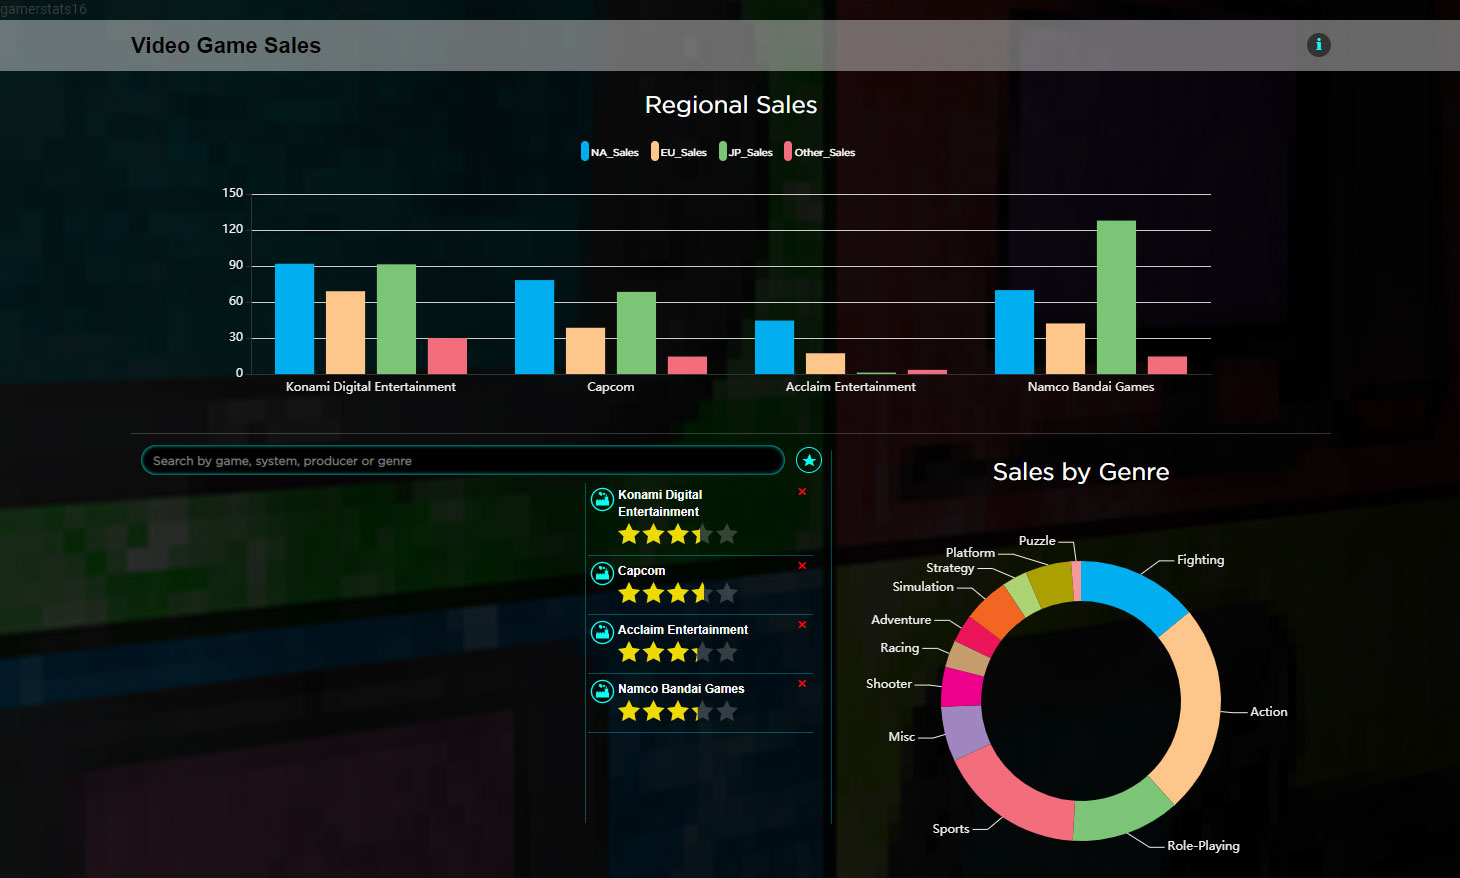 gamerstats16
Video Game Sales
i
Regional Sales
NA_Sales EU_Sales JP_Sales Other_Sales
150
120
90
60
30
0
Konami Digital Entertainment Capcom Acclaim Entertainment Namco Bandai Games
Search by game, system, producer or genre
Konami Digital
Entertainment
Capcom
Acclaim Entertainment
Namco Bandai Games
Sales by Genre
Puzzle
Platform
Strategy
Fighting
Simulation
Adventure
Racing
Shooter
Action
Misc
Sports
Role-Playing